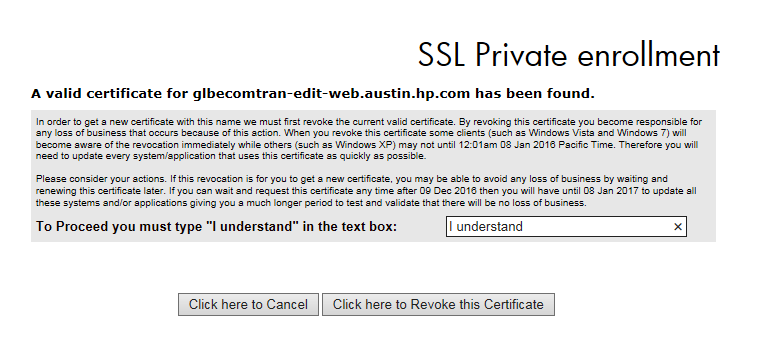 SSL Private enrollment
A valid certificate for glbecomtran-edit-web.austin.hp.com has been found.
In order to get a new certificate with this name we must first revoke the current valid certificate. By revoking this certificate you become responsible for
any loss of business that occurs because of this action. When you revoke this certificate some clients (such as Windows Vista and Windows 7) will
become aware of the revocation immediately while others (such as Windows XP) may not until 12:01am 08 Jan 2016 Pacific Time. Therefore you will
need to update every system/application that uses this certificate as quickly as possible.
Please consider your actions. If this revocation is for you to get a new certificate, you may be able to avoid any loss of business by waiting and
renewing this certificate later. If you can wait and request this certificate any time after 09 Dec 2016 then you will have until 08 Jan 2017 to update all
these systems and/or applications giving you a much longer period to test and validate that there will be no loss of business.
To Proceed you must type "I understand" in the text box: I understand ×
Click here to Cancel Click here to Revoke this Certificate